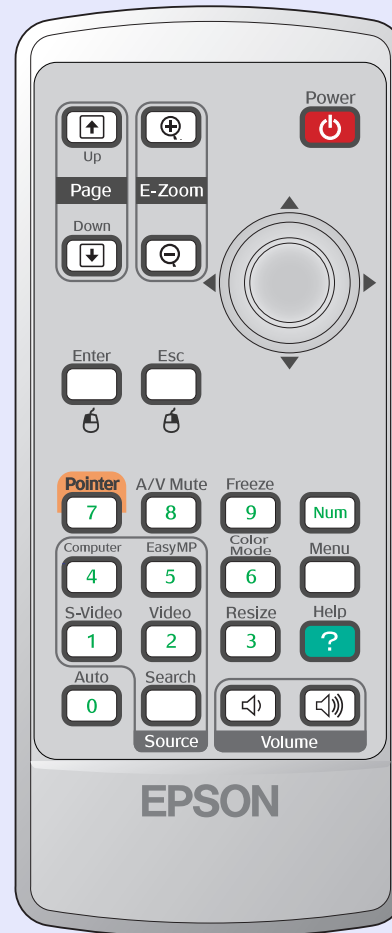 Power
Up
Page
E-Zoom
Down
Enter
Esc
Pointer
A/V Mute
Freeze
7
8
9
Num
Computer
EasyMP
Color
Mode
Menu
4
5
6
S-Video
Video
Resize
Help
1
2
3
?
Auto
Search
0
Source
Volume
EPSON